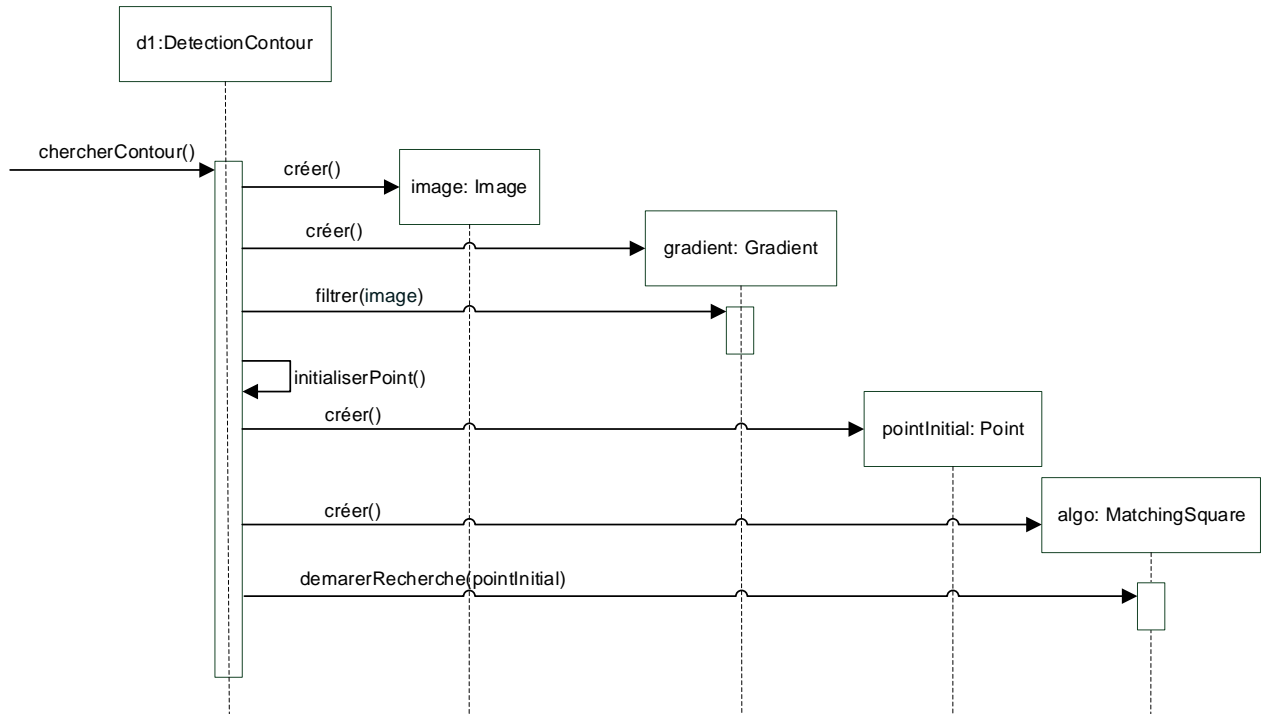 d1:DetectionContour
chercherContour()
créer()
image: Image
créer()
gradient: Gradient
filtrer(image)
initialiserPoint()
créer()
pointInitial: Point
créer()
algo: MatchingSquare
demarerRecherche(pointInitial)